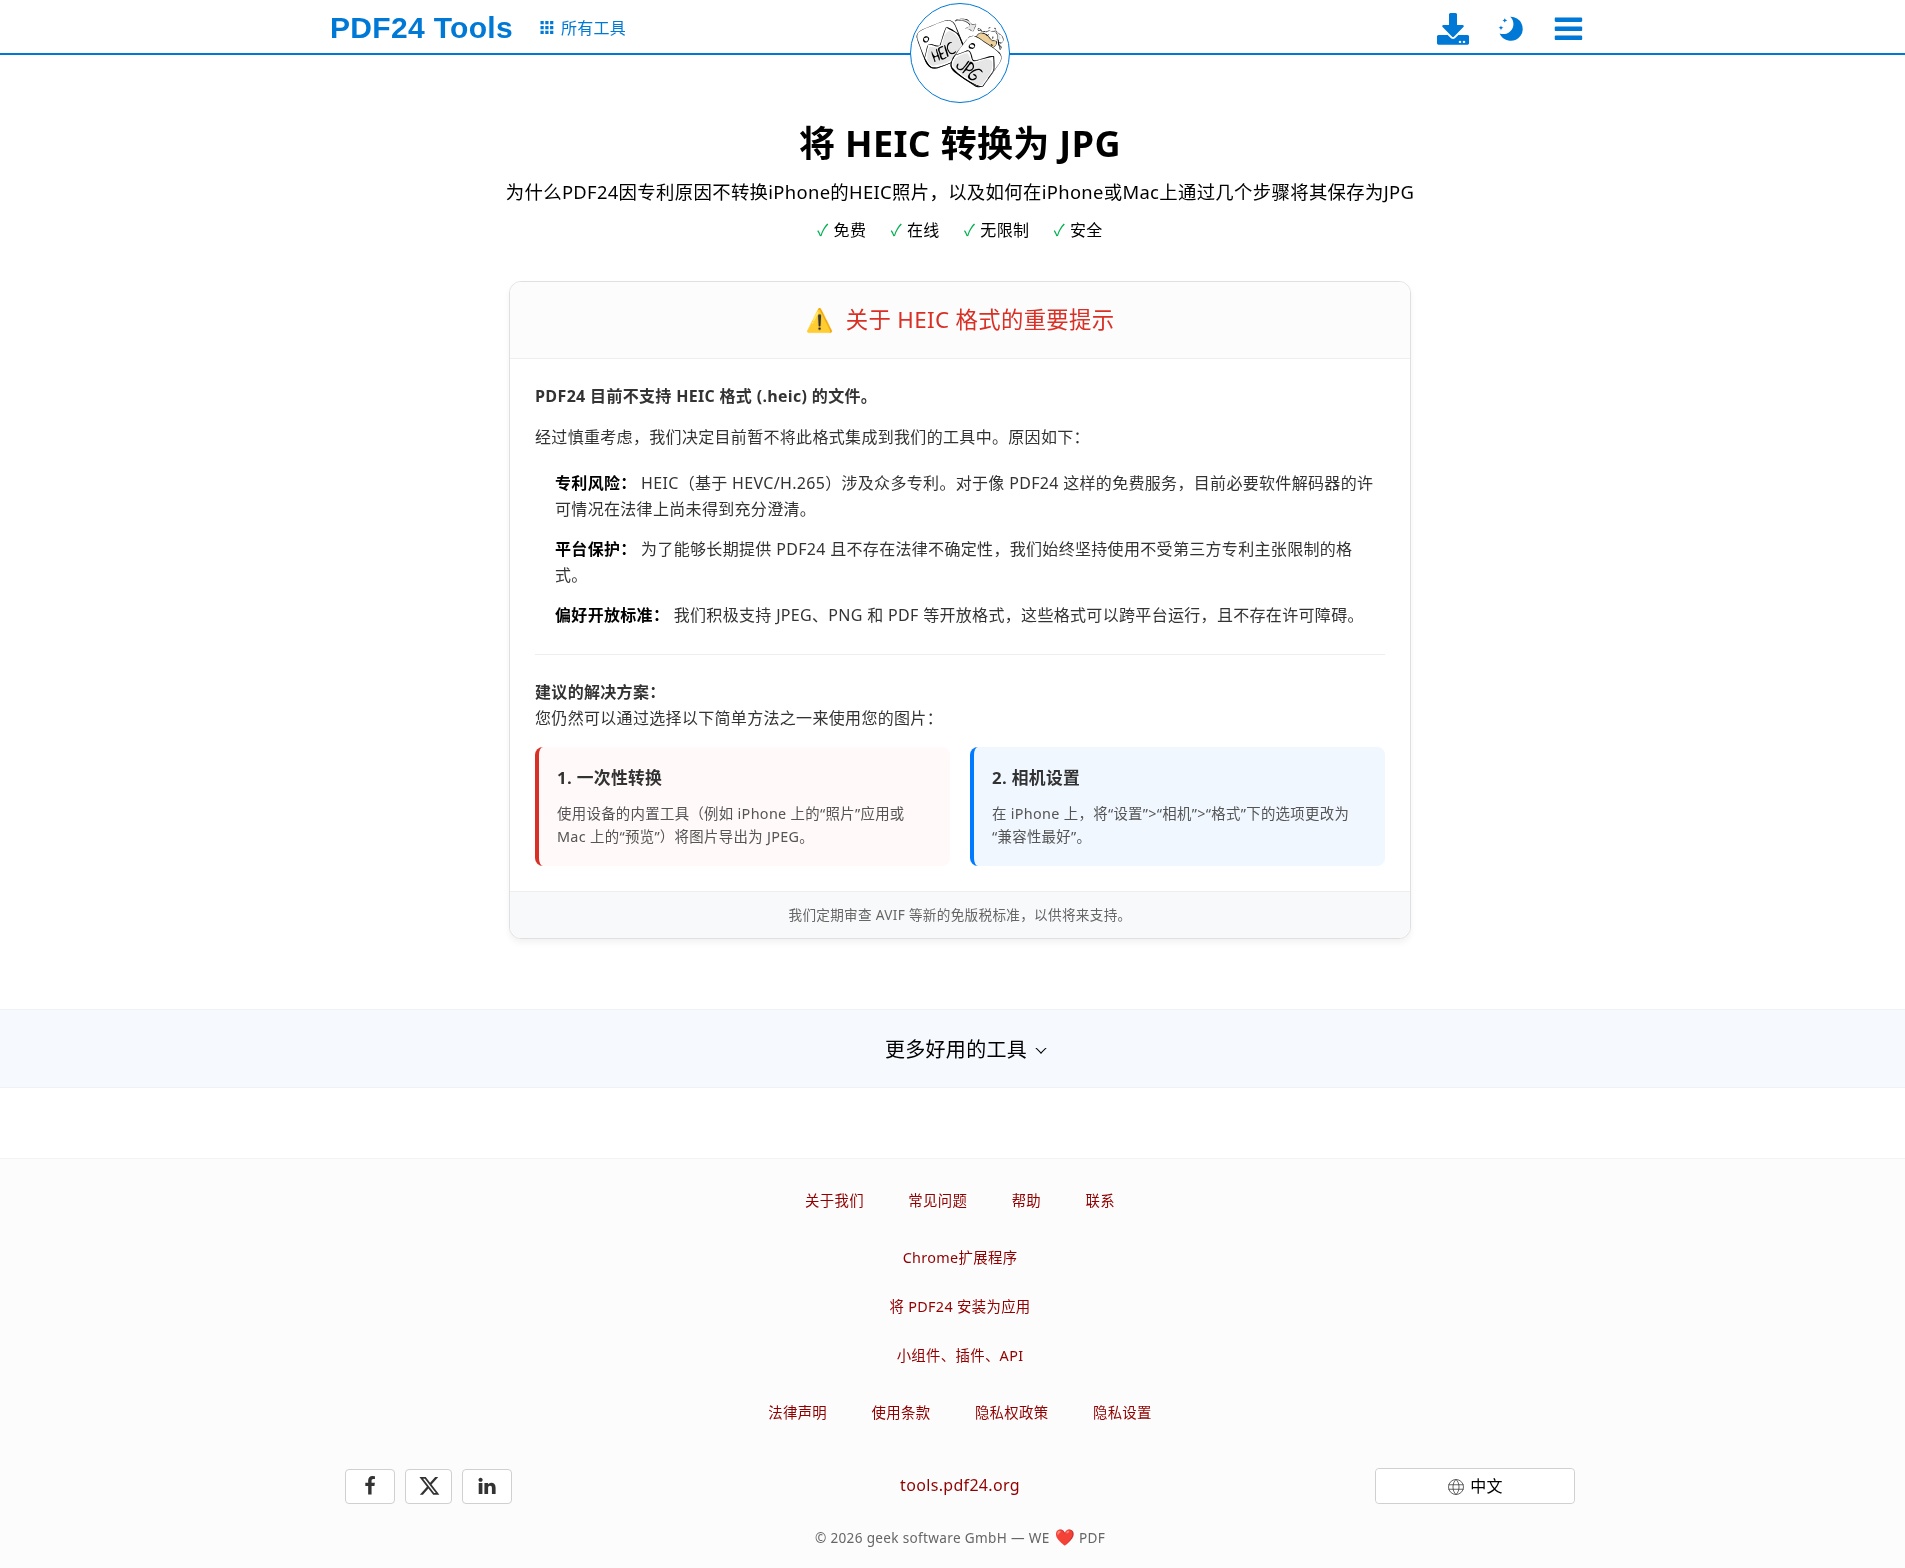 PDF24 Tools
所有工具
HEIC
JPG
将 HEIC 转换为 JPG
为什么PDF24因专利原因不转换iPhone的HEIC照片，以及如何在iPhone或Mac上通过几个步骤将其保存为JPG
✓ 免费 ✓ 在线 ✓ 无限制 ✓ 安全
⚠️ 关于 HEIC 格式的重要提示
PDF24 目前不支持 HEIC 格式 (.heic) 的文件。
经过慎重考虑，我们决定目前暂不将此格式集成到我们的工具中。原因如下：
专利风险： HEIC（基于 HEVC/H.265）涉及众多专利。对于像 PDF24 这样的免费服务，目前必要软件解码器的许
可情况在法律上尚未得到充分澄清。
平台保护： 为了能够长期提供 PDF24 且不存在法律不确定性，我们始终坚持使用不受第三方专利主张限制的格
式。
偏好开放标准： 我们积极支持 JPEG、PNG 和 PDF 等开放格式，这些格式可以跨平台运行，且不存在许可障碍。
建议的解决方案：
您仍然可以通过选择以下简单方法之一来使用您的图片：
1. 一次性转换
使用设备的内置工具（例如 iPhone 上的“照片”应用或
Mac 上的“预览”）将图片导出为 JPEG。
2. 相机设置
在 iPhone 上，将“设置”>“相机”>“格式”下的选项更改为
“兼容性最好”。
我们定期审查 AVIF 等新的免版税标准，以供将来支持。
更多好用的工具
关于我们 常见问题 帮助 联系
Chrome扩展程序
将 PDF24 安装为应用
小组件、插件、API
法律声明 使用条款 隐私权政策 隐私设置
tools.pdf24.org
中文
© 2026 geek software GmbH — WE ❤️ PDF